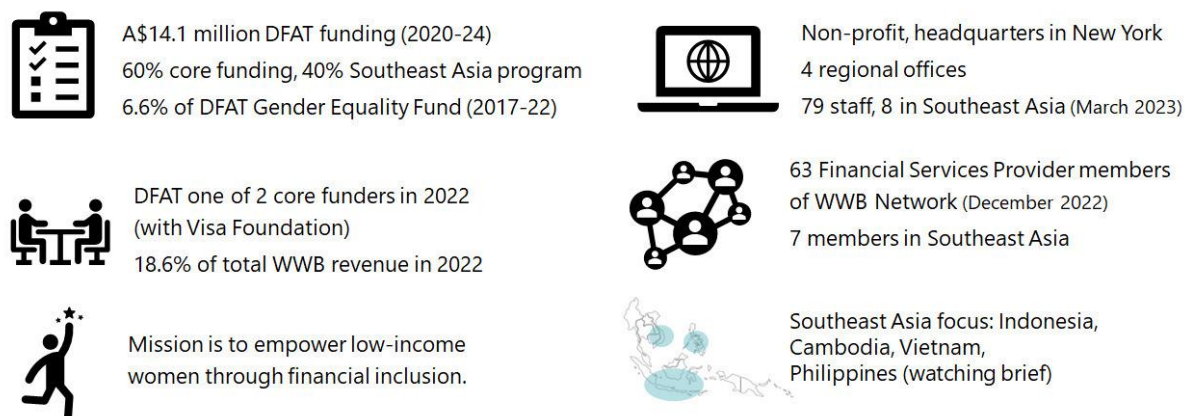 A$14.1 million DFAT funding (2020-24)
60% core funding, 40% Southeast Asia program
6.6% of DFAT Gender Equality Fund (2017-22)
Non-profit, headquarters in New York
4 regional offices
79 staff, 8 in Southeast Asia (March 2023)
DFAT one of 2 core funders in 2022
(with Visa Foundation)
18.6% of total WWB revenue in 2022
63 Financial Services Provider members
of WWB Network (December 2022)
7 members in Southeast Asia
Mission is to empower low-income
women through financial inclusion.
Southeast Asia focus: Indonesia,
Cambodia, Vietnam,
Philippines (watching brief)